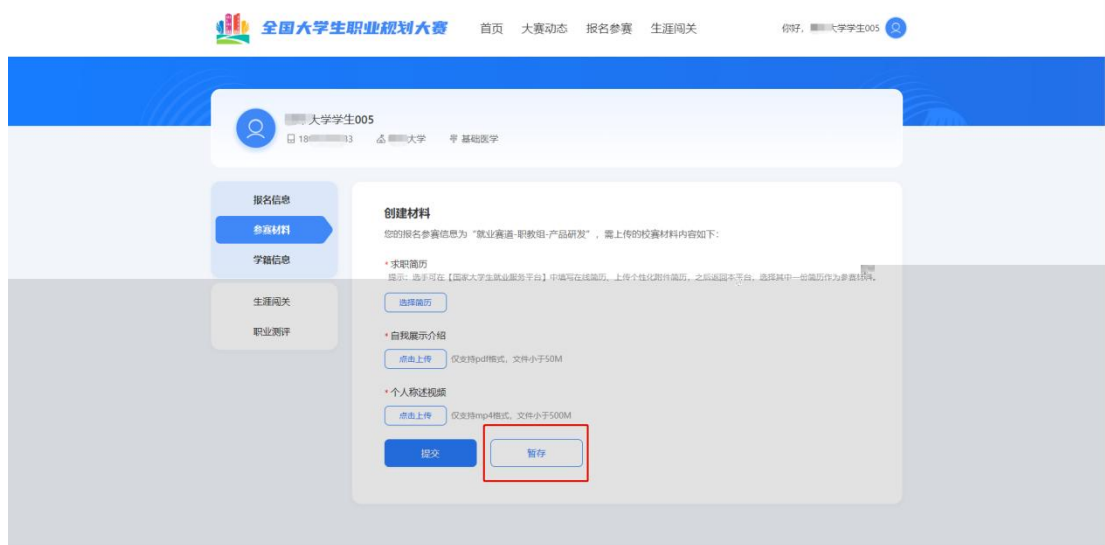 全国大学生职业规划大赛 首页 大赛动态 报名参赛 生涯闯关 你好, 大学学生005
大学学生005
18 33 大学 基础医学
报名信息
参赛材料
学籍信息
生涯闯关
职业测评
创建材料
您的报名参赛信息为“就业赛道-职教组-产品研发”，需上传的校赛材料内容如下：
*求职简历
提示：选手可在【国家大学生就业服务平台】中填写在线简历、上传个性化附件简历，之后返回本平台，选择其中一份简历作为参赛材料。
选择简历
*自我展示介绍
点击上传 仅支持pdf格式，文件小于50M
*个人称述视频
点击上传 仅支持mp4格式，文件小于500M
提交 暂存